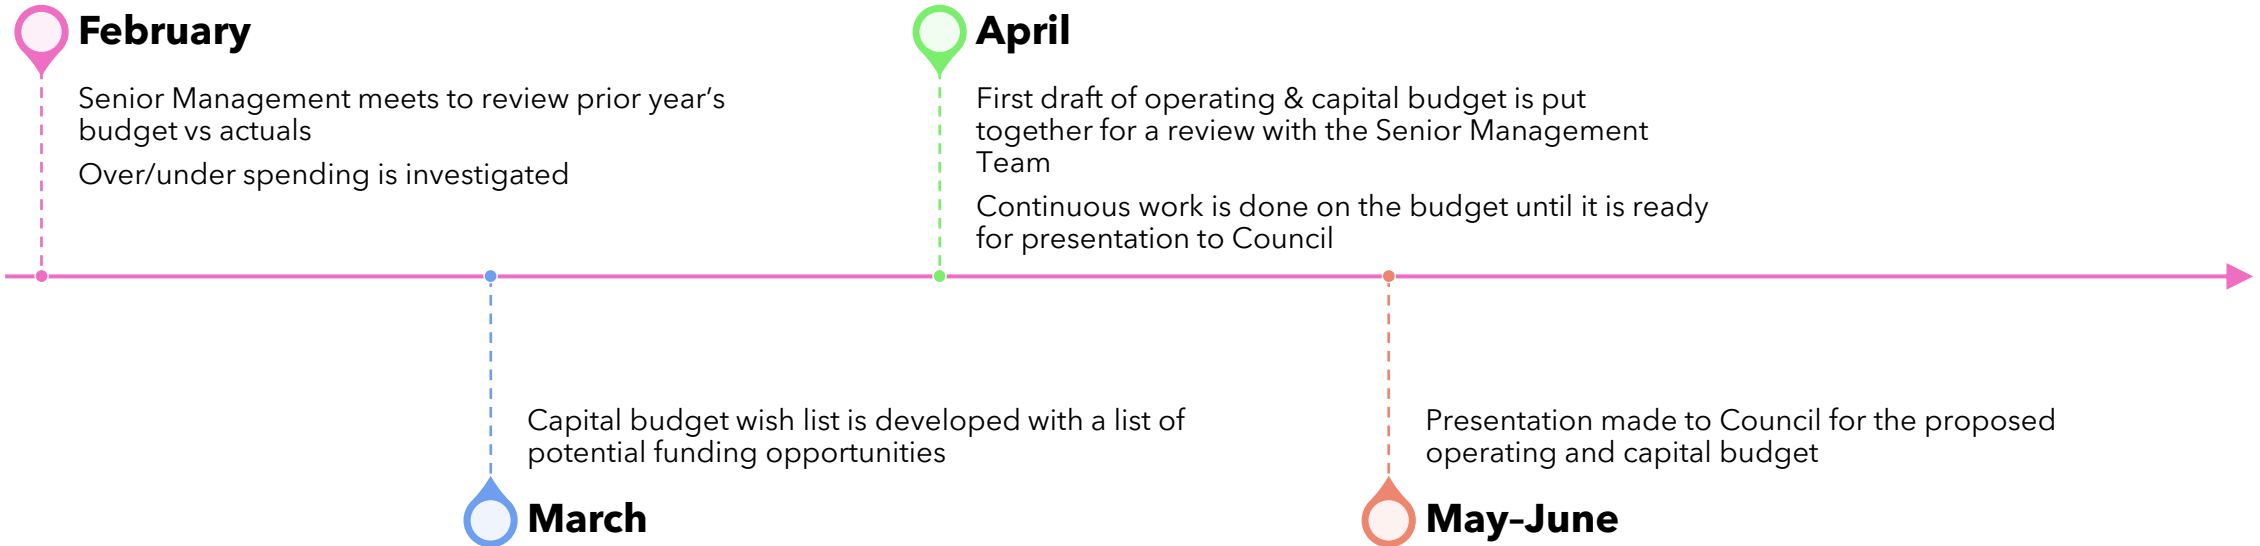 February
Senior Management meets to review prior year’s
budget vs actuals
Over/under spending is investigated
April
First draft of operating & capital budget is put
together for a review with the Senior Management
Team
Continuous work is done on the budget until it is ready
for presentation to Council
Capital budget wish list is developed with a list of
potential funding opportunities
March
Presentation made to Council for the proposed
operating and capital budget
May–June